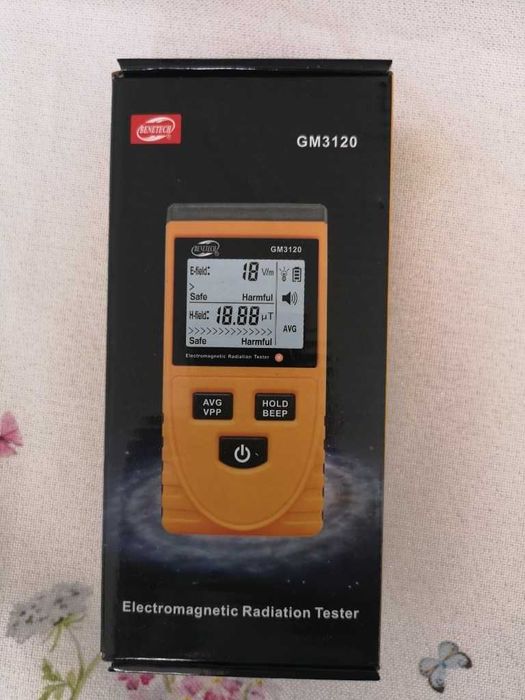 BENETECH
GM3120
BENETECH
GM3120
E-field: 18 V/m
>
Safe Harmful
H-field: 18.88 μT
>>>>>>>>>>>>
Safe Harmful
AVG
Electromagnetic Radiation Tester
AVG
VPP
HOLD
BEEP
Electromagnetic Radiation Tester